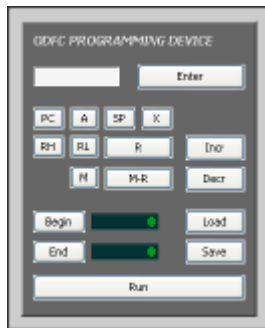 ODFC PROGRAMMING DEVICE
Enter
PC A SP X
RH RL R Incr
M M-R Decr
Begin Load
End Save
Run